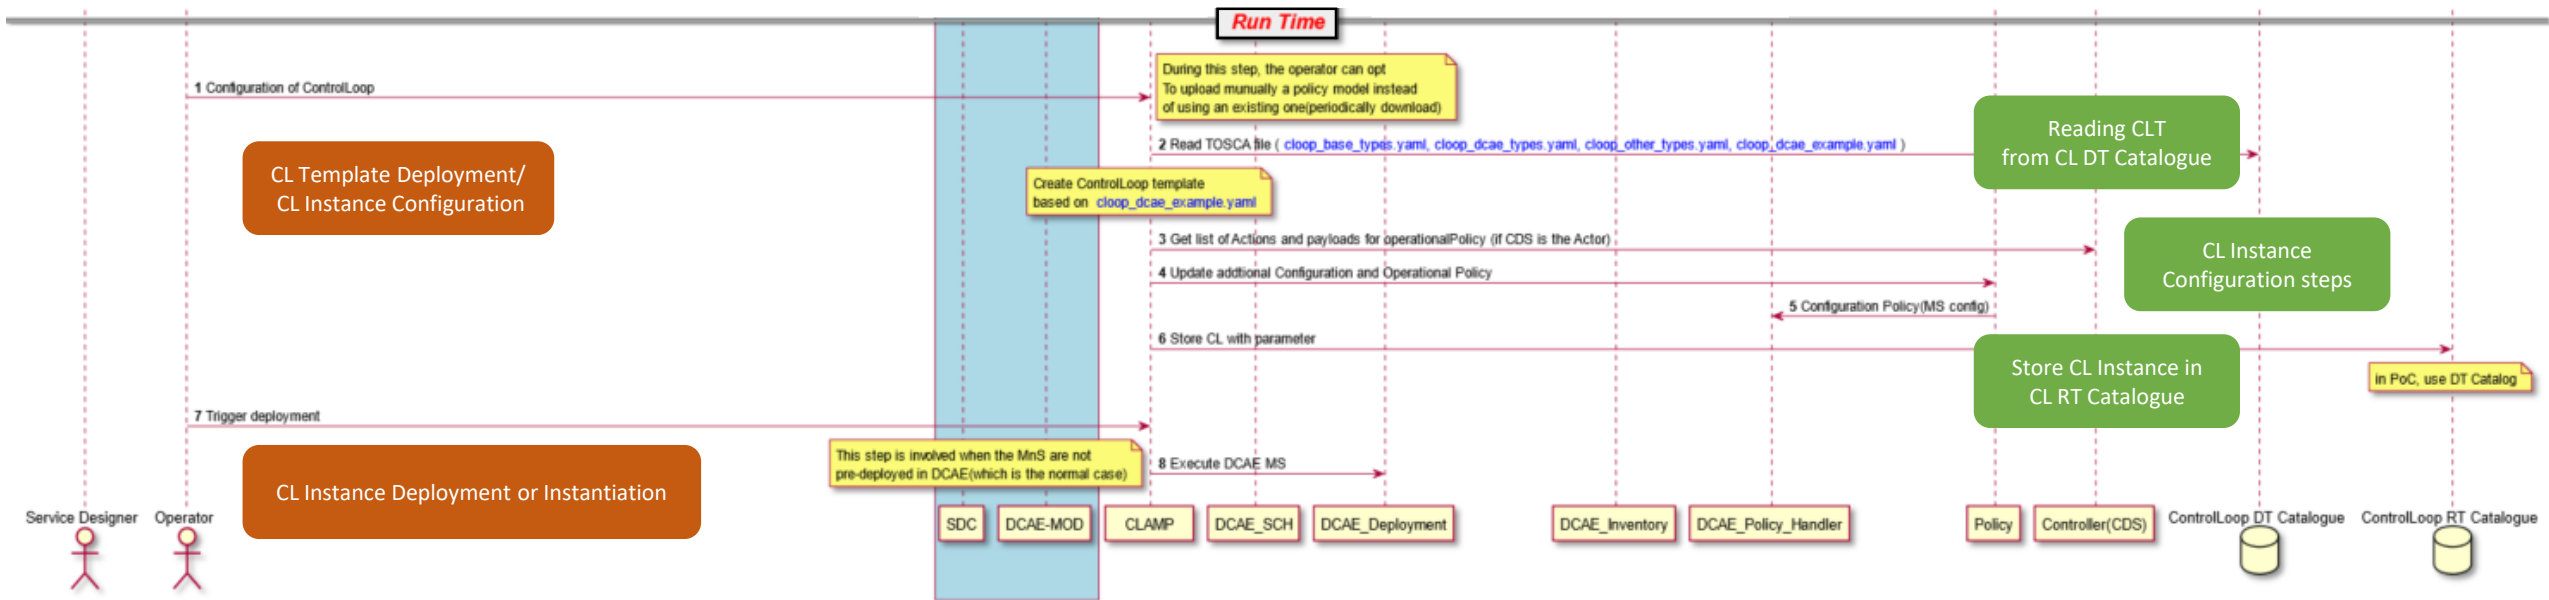 Run Time
During this step, the operator can opt
To upload munually a policy model instead
of using an existing one(periodically download)
1 Configuration of ControlLoop
Reading CLT
from CL DT Catalogue
2 Read TOSCA file ( cloop_base_types.yaml, cloop_dcae_types.yaml, cloop_other_types.yaml, cloop_dcae_example.yaml )
CL Template Deployment/
CL Instance Configuration
Create ControlLoop template
based on cloop_dcae_example.yaml
3 Get list of Actions and payloads for operationalPolicy (if CDS is the Actor)
CL Instance
Configuration steps
4 Update addtional Configuration and Operational Policy
5 Configuration Policy(MS config)
6 Store CL with parameter
Store CL Instance in
CL RT Catalogue
in PoC, use DT Catalog
7 Trigger deployment
This step is involved when the MnS are not
pre-deployed in DCAE(which is the normal case)
8 Execute DCAE MS
CL Instance Deployment or Instantiation
Service Designer
Operator
SDC
DCAE-MOD
CLAMP
DCAE_SCH
DCAE_Deployment
DCAE_Inventory
DCAE_Policy_Handler
Policy
Controller(CDS)
ControlLoop DT Catalogue
ControlLoop RT Catalogue